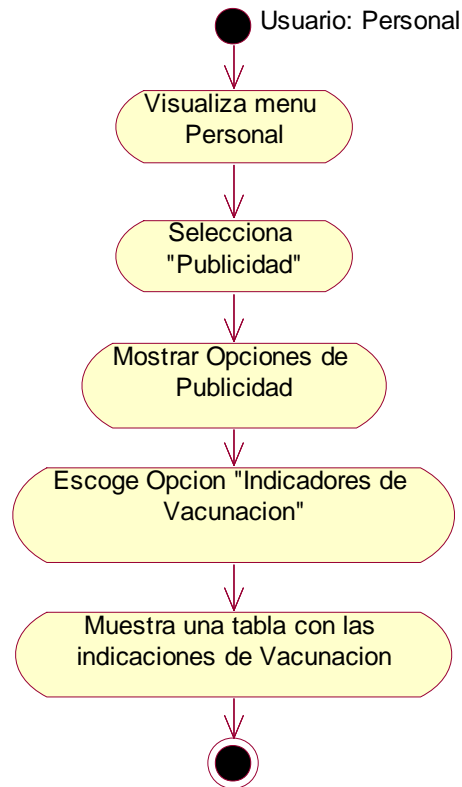 Usuario: Personal
Visualiza menu
Personal
Selecciona
"Publicidad"
Mostrar Opciones de
Publicidad
Escoge Opcion "Indicadores de
Vacunacion"
Muestra una tabla con las
indicaciones de Vacunacion